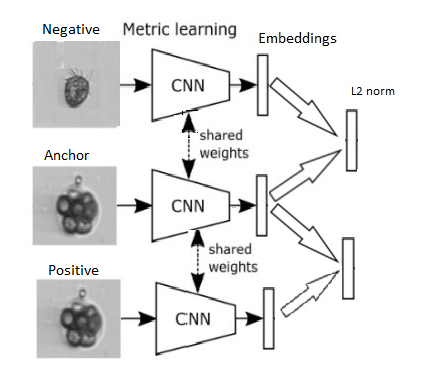 Negative
Metric learning
Embeddings
CNN
L2 norm
shared
weights
Anchor
CNN
shared
weights
Positive
CNN